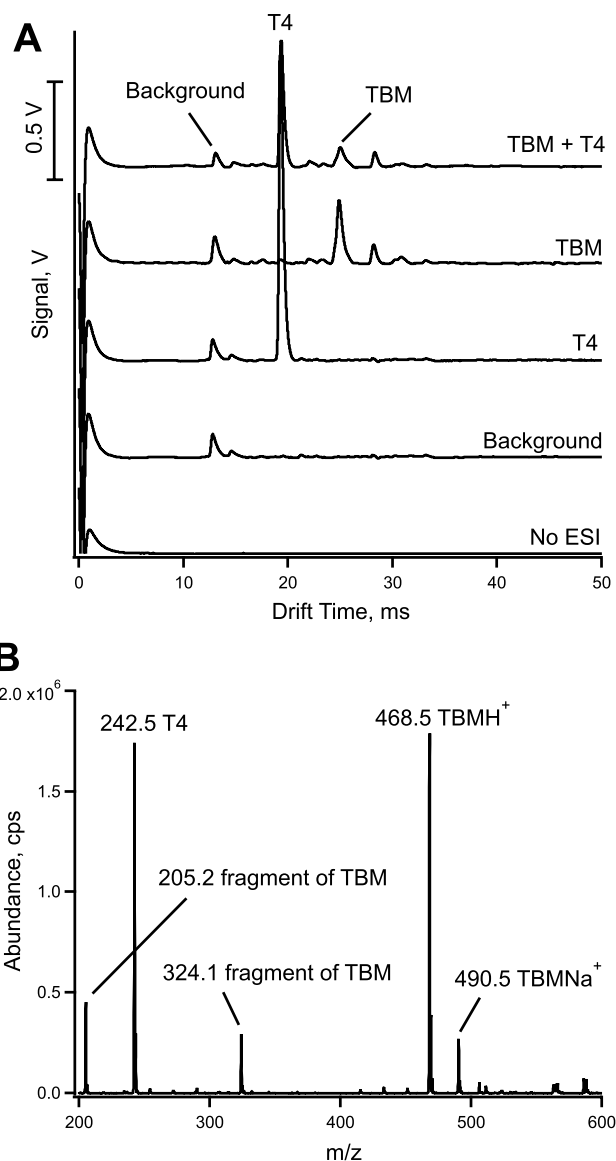 A
T4
Background
TBM
0.5 V
TBM + T4
TBM
Signal, V
T4
Background
No ESI
0 10 20 30 40 50
Drift Time, ms
B
2.0 x10⁶
242.5 T4
468.5 TBMH⁺
1.5
205.2 fragment of TBM
1.0
Abundance, cps
324.1 fragment of TBM
490.5 TBMNa⁺
0.5
0.0
200 300 400 500 600
m/z